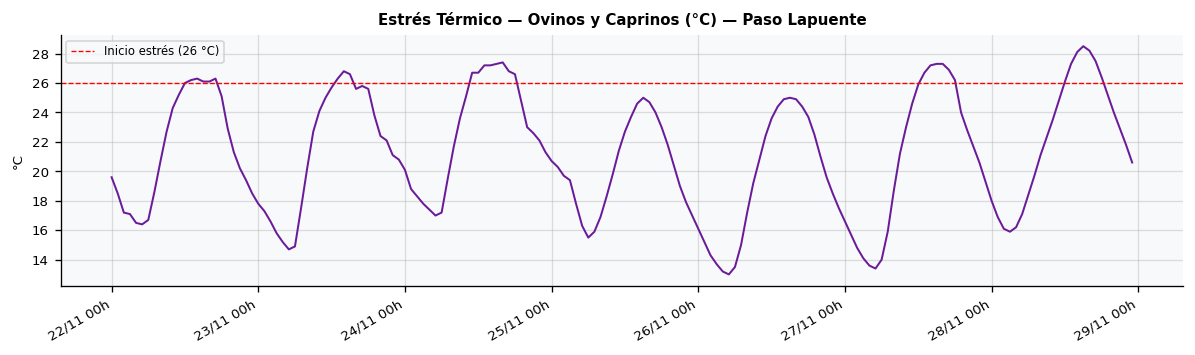 Estrés Térmico — Ovinos y Caprinos (°C) — Paso Lapuente
Inicio estrés (26 °C)
°C
28
26
24
22
20
18
16
14
22/11 00h
23/11 00h
24/11 00h
25/11 00h
26/11 00h
27/11 00h
28/11 00h
29/11 00h